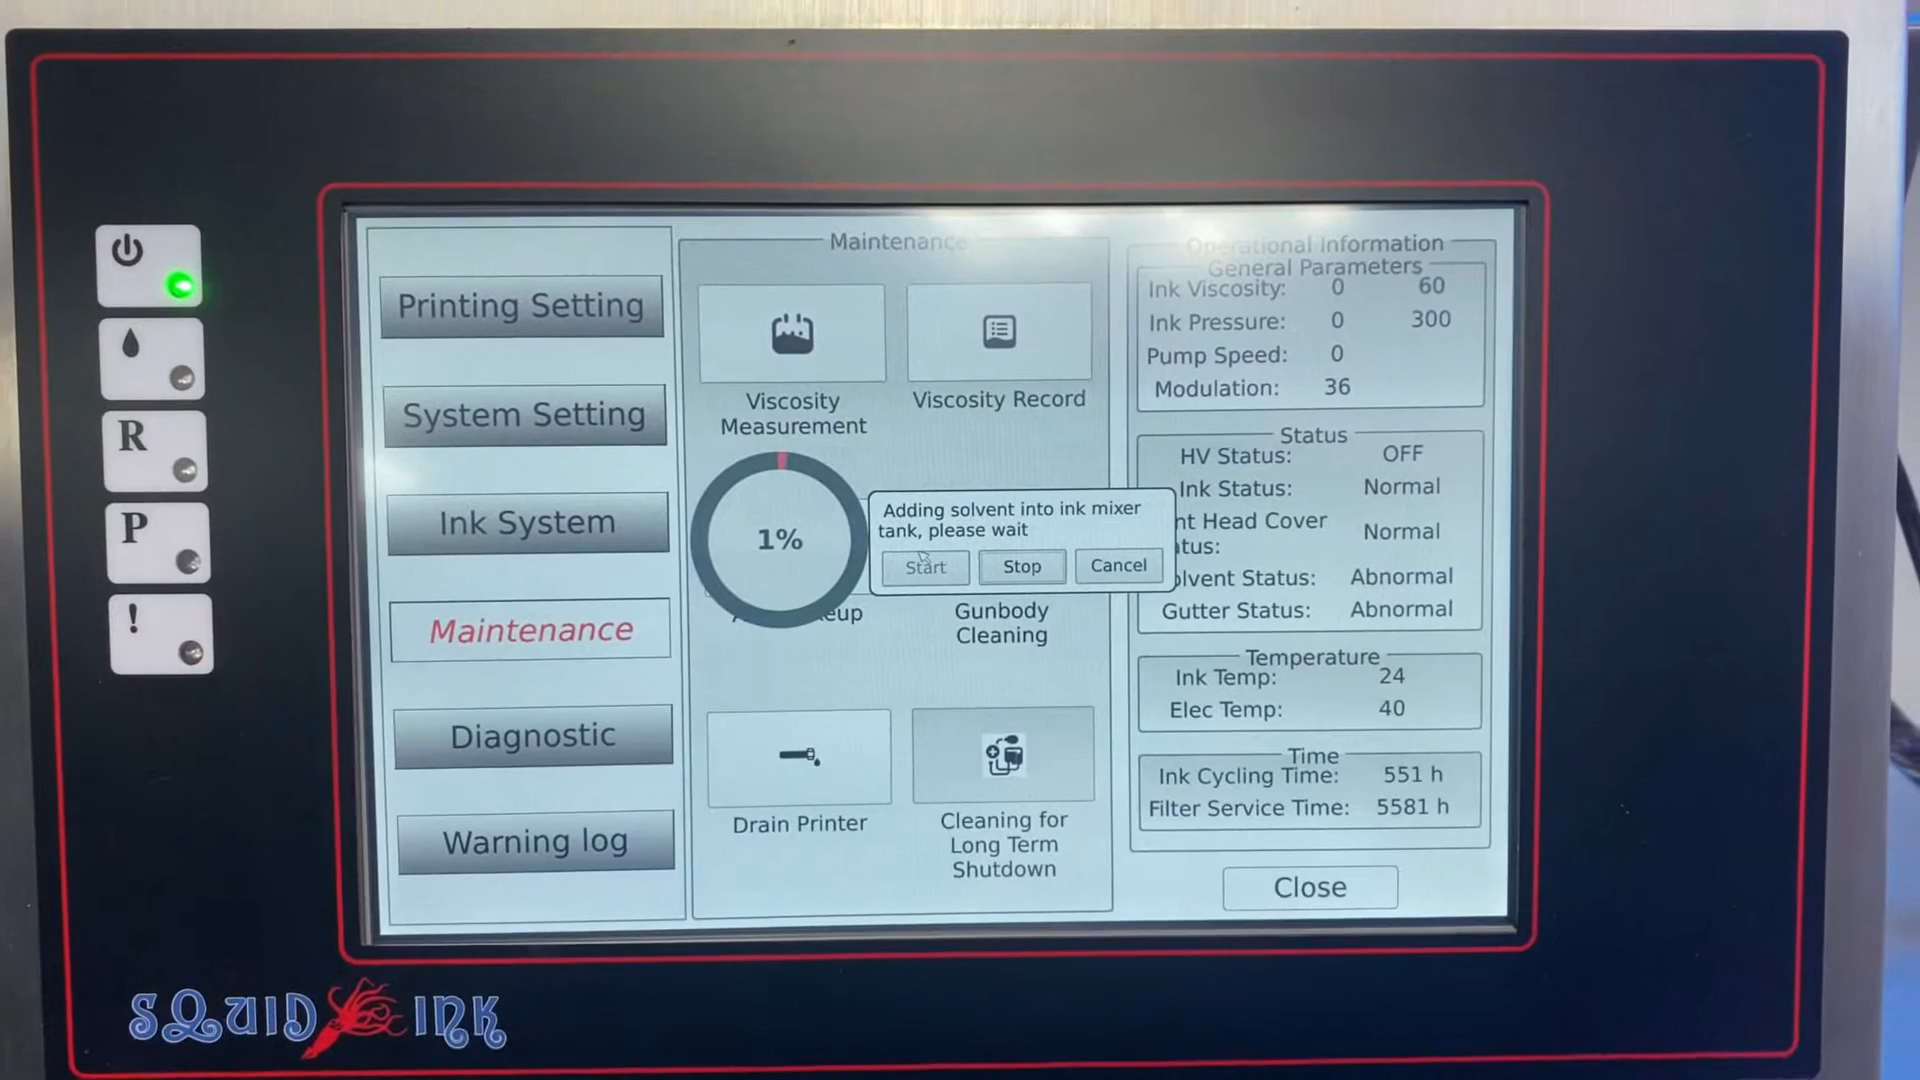 R
P
!
Printing Setting
System Setting
Ink System
Maintenance
Diagnostic
Warning log
Maintenance
Viscosity
Measurement
Viscosity Record
1%
Adding solvent into ink mixer
tank, please wait
Start
Stop
Cancel
Gunbody
Cleaning
Drain Printer
Cleaning for
Long Term
Shutdown
Operational Information
General Parameters
Ink Viscosity: 0 60
Ink Pressure: 0 300
Pump Speed: 0
Modulation: 36
Status
HV Status: OFF
Ink Status: Normal
Head Cover Normal
Status: Abnormal
Gutter Status: Abnormal
Temperature
Ink Temp: 24
Elec Temp: 40
Time
Ink Cycling Time: 551 h
Filter Service Time: 5581 h
Close
SQUID INK